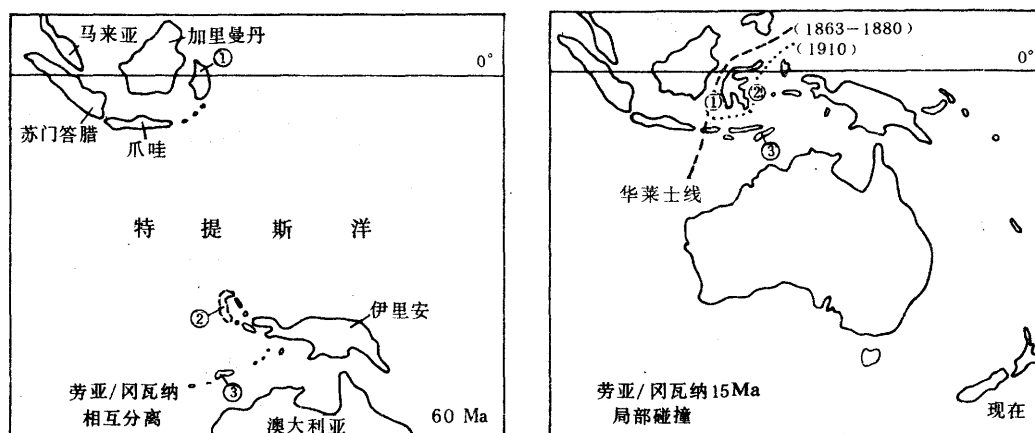 马来亚
加里曼丹
①
0°
苏门答腊
爪哇
特提斯洋
②
伊里安
③
劳亚/冈瓦纳
相互分离
澳大利亚
60 Ma
(1863-1880)
(1910)
0°
①
②
③
华莱士线
劳亚/冈瓦纳15Ma
局部碰撞
现在